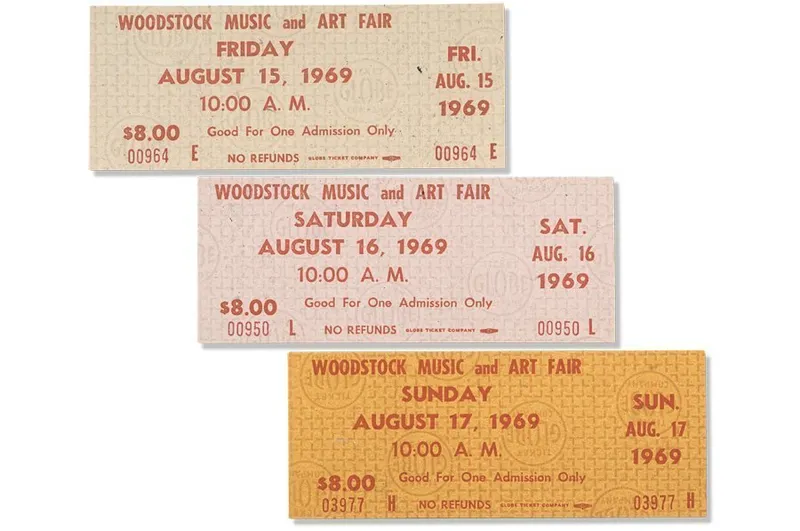 WOODSTOCK MUSIC and ART FAIR
FRIDAY
AUGUST 15, 1969
10:00 A. M.
$8.00 Good For One Admission Only
00964 E NO REFUNDS GLOBE TICKET COMPANY
FRI.
AUG. 15
1969
00964 E
WOODSTOCK MUSIC and ART FAIR
SATURDAY
AUGUST 16, 1969
10:00 A. M.
$8.00 Good For One Admission Only
00950 L NO REFUNDS GLOBE TICKET COMPANY
SAT.
AUG. 16
1969
00950 L
WOODSTOCK MUSIC and ART FAIR
SUNDAY
AUGUST 17, 1969
10:00 A. M.
$8.00 Good For One Admission Only
03977 H NO REFUNDS GLOBE TICKET COMPANY
SUN.
AUG. 17
1969
03977 H